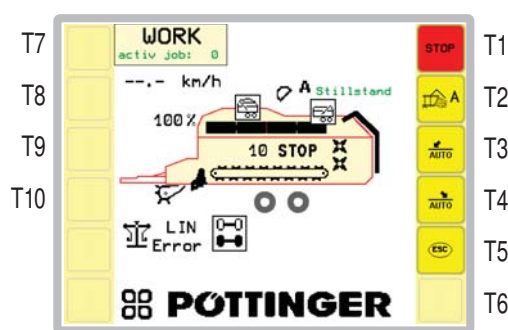 T7
T8
T9
T10
WORK
activ job: 0
--.- km/h
A Stillstand
100%
10 STOP
LIN
Error
PÖTTINGER
STOP
A
AUTO
AUTO
ESC
T1
T2
T3
T4
T5
T6